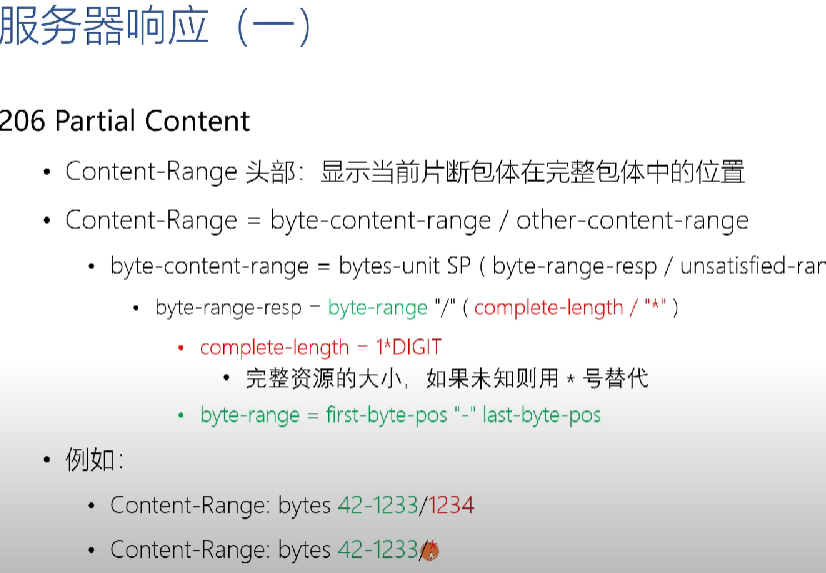 服务器响应（一）
206 Partial Content
• Content-Range 头部：显示当前片断包体在完整包体中的位置
• Content-Range = byte-content-range / other-content-range
• byte-content-range = bytes-unit SP ( byte-range-resp / unsatisfied-ran
• byte-range-resp = byte-range "/" ( complete-length / "*" )
• complete-length = 1*DIGIT
• 完整资源的大小，如果未知则用 * 号替代
• byte-range = first-byte-pos "-" last-byte-pos
• 例如：
• Content-Range: bytes 42-1233/1234
• Content-Range: bytes 42-1233/